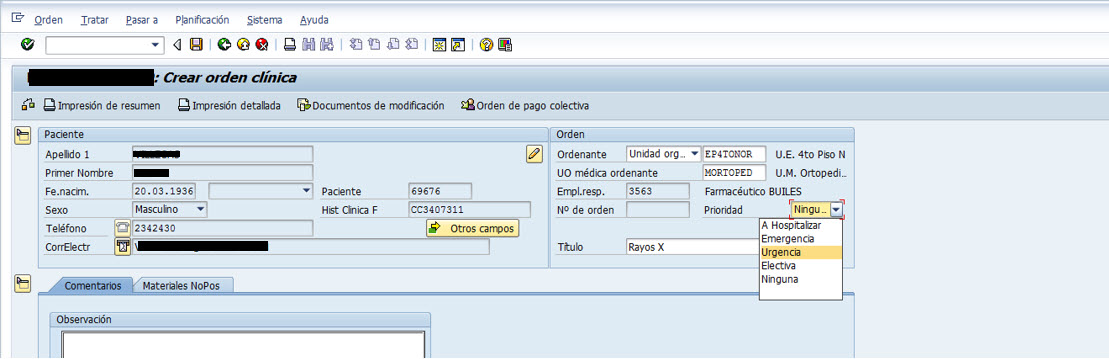 Orden Tratar Pasar a Planificación Sistema Ayuda
: Crear orden clínica
Impresión de resumen Impresión detallada Documentos de modificación Orden de pago colectiva
Paciente
Apellido 1
Primer Nombre
Fe.nacim. 20.03.1936 Paciente 69676
Sexo Masculino Hist Clinica F CC3407311
Teléfono 2342430 Otros campos
CorrElectr
Orden
Ordenante Unidad org... EP4TONOR U.E. 4to Piso N
UO médica ordenante MORTOPED U.M. Ortopedi..
Empl.resp. 3563 Farmacéutico BUILES
Nº de orden Prioridad Ningu...
A Hospitalizar
Emergencia
Urgencia
Electiva
Ninguna
Título Rayos X
Comentarios Materiales NoPos
Observación